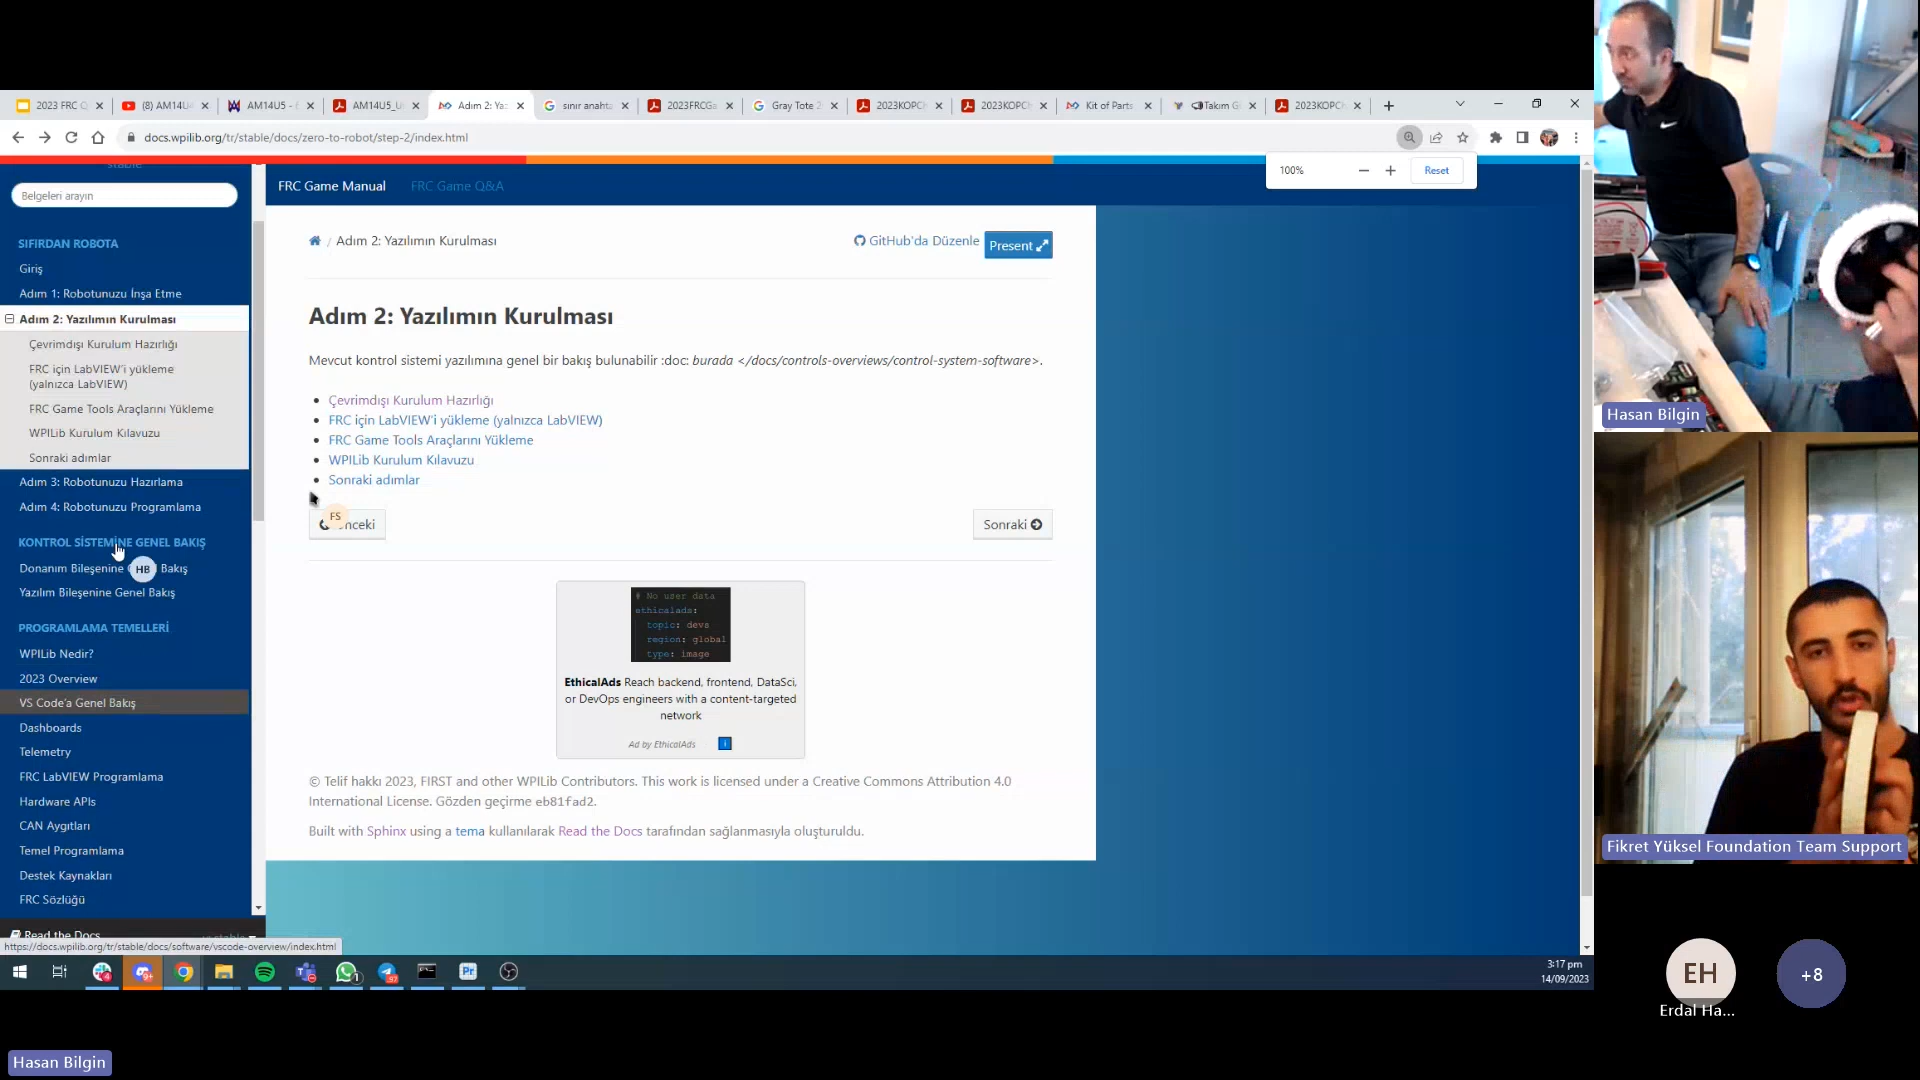 2023 FRC
(8) AM14U
AM14U5 -
AM14U5_U
Adım 2: Yaz
sınır anahta
2023FRCGa
Gray Tote 2
2023KOPC
2023KOPC
Kit of Parts
Takım G
2023KOPC
docs.wpilib.org/tr/stable/docs/zero-to-robot/step-2/index.html
100%
Reset
stable
Belgeleri arayın
SIFIRDAN ROBOTA
Giriş
Adım 1: Robotunuzu İnşa Etme
Adım 2: Yazılımın Kurulması
Çevrimdışı Kurulum Hazırlığı
FRC için LabVIEW'i yükleme
(yalnızca LabVIEW)
FRC Game Tools Araçlarını Yükleme
WPILib Kurulum Kılavuzu
Sonraki adımlar
Adım 3: Robotunuzu Hazırlama
Adım 4: Robotunuzu Programlama
KONTROL SİSTEMİNE GENEL BAKIŞ
Donanım Bileşenine G HB Bakış
Yazılım Bileşenine Genel Bakış
PROGRAMLAMA TEMELLERİ
WPILib Nedir?
2023 Overview
VS Code'a Genel Bakış
Dashboards
Telemetry
FRC LabVIEW Programlama
Hardware APIs
CAN Aygıtları
Temel Programlama
Destek Kaynakları
FRC Sözlüğü
Read the Docs
https://docs.wpilib.org/tr/stable/docs/software/vscode-overview/index.html
FRC Game Manual
FRC Game Q&A
/ Adım 2: Yazılımın Kurulması
GitHub'da Düzenle
Present
Adım 2: Yazılımın Kurulması
Mevcut kontrol sistemi yazılımına genel bir bakış bulunabilir :doc: burada </docs/controls-overviews/control-system-software>.
Çevrimdışı Kurulum Hazırlığı
FRC için LabVIEW'i yükleme (yalnızca LabVIEW)
FRC Game Tools Araçlarını Yükleme
WPILib Kurulum Kılavuzu
Sonraki adımlar
FS
nceki
Sonraki
# No user data
ethicalads:
topic: devs
region: global
type: image
EthicalAds Reach backend, frontend, DataSci,
or DevOps engineers with a content-targeted
network
Ad by EthicalAds
i
© Telif hakkı 2023, FIRST and other WPILib Contributors. This work is licensed under a Creative Commons Attribution 4.0
International License. Gözden geçirme eb81fad2.
Built with Sphinx using a tema kullanılarak Read the Docs tarafından sağlanmasıyla oluşturuldu.
Pr
3:17 pm
14/09/2023
Hasan Bilgin
Hasan Bilgin
Fikret Yüksel Foundation Team Support
EH
Erdal Ha...
+8